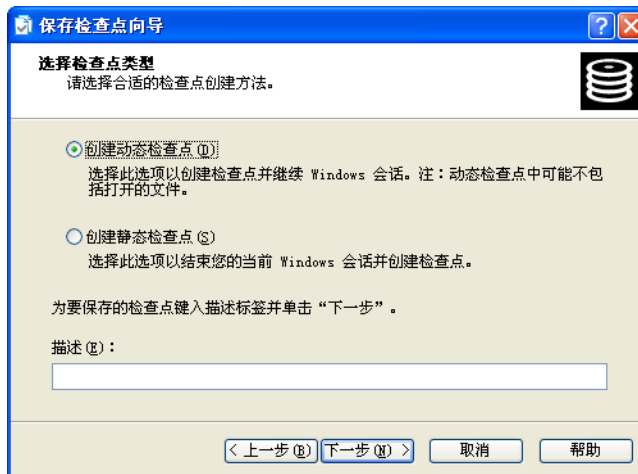 保存检查点向导
选择检查点类型
请选择合适的检查点创建方法。
创建动态检查点(D)
选择此选项以创建检查点并继续 Windows 会话。注：动态检查点中可能不包
括打开的文件。
创建静态检查点(S)
选择此选项以结束您的当前 Windows 会话并创建检查点。
为要保存的检查点键入描述标签并单击“下一步”。
描述(E)：
< 上一步(B) 下一步(N) > 取消 帮助